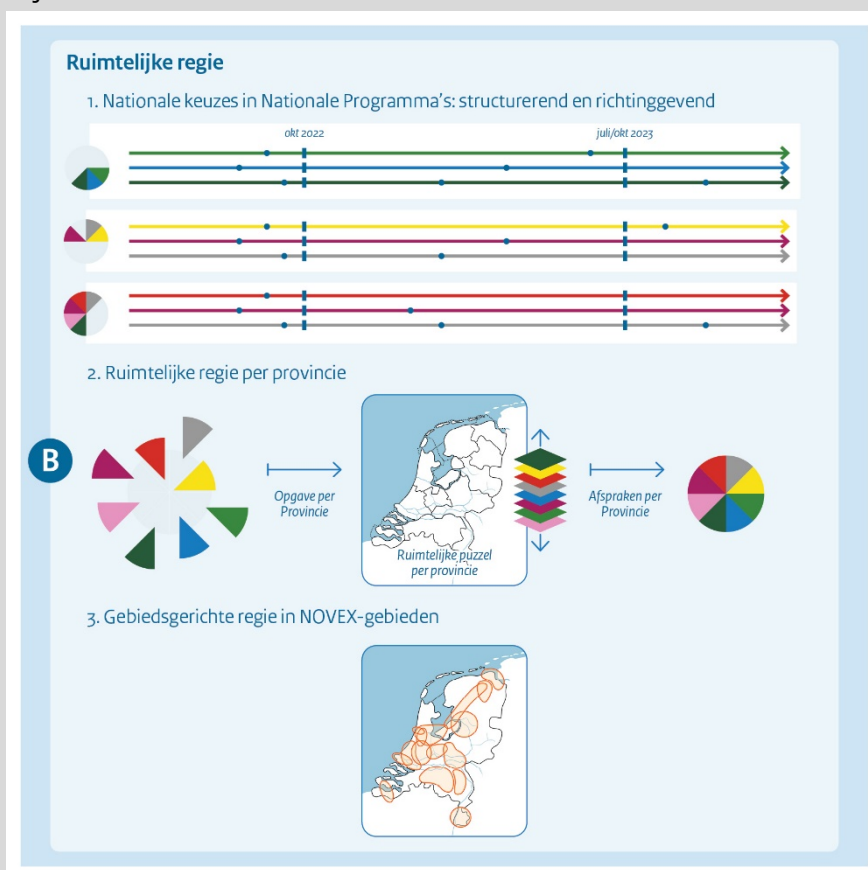 Ruimtelijke regie
1. Nationale keuzes in Nationale Programma's: structurerend en richtinggevend
okt 2022
juli/okt 2023
2. Ruimtelijke regie per provincie
B
Opgave per
Provincie
Ruimtelijke puzzel
per provincie
Afspraken per
Provincie
3. Gebiedsgerichte regie in NOVEX-gebieden